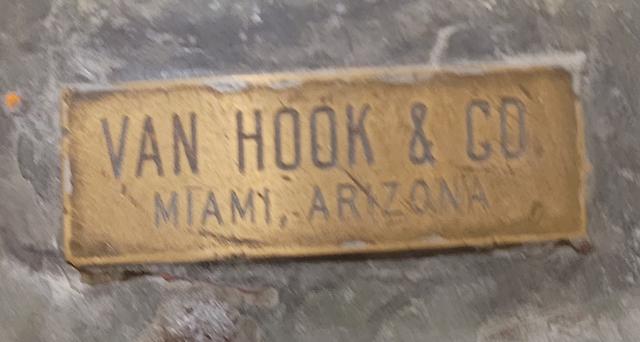 VAN HOOK & CO
MIAMI, ARIZONA